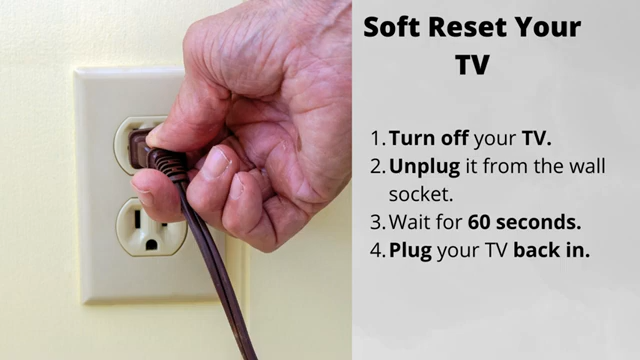 Soft Reset Your
TV
1. Turn off your TV.
2. Unplug it from the wall
socket.
3. Wait for 60 seconds.
4. Plug your TV back in.